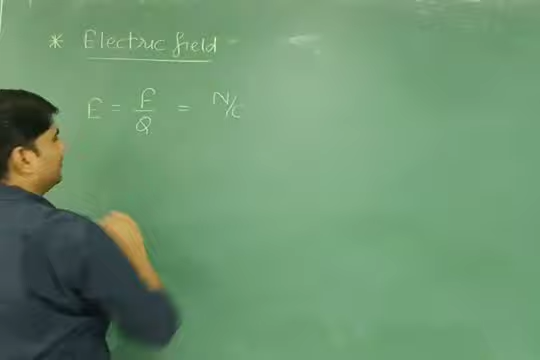 * Electric field
E = F/Q = N/C